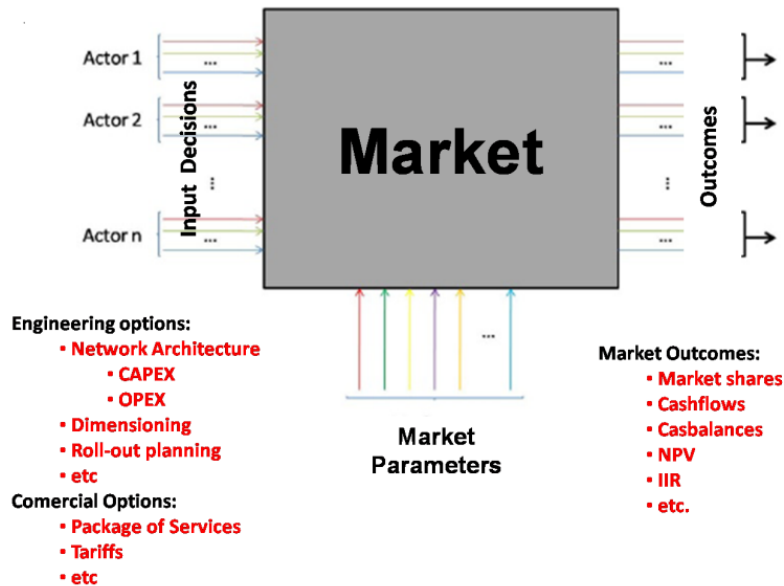 Actor 1
...
Actor 2
...
...
Actor n
...
Input Decisions
Market
...
...
...
...
Outcomes
...
Market
Parameters
Engineering options:
▪ Network Architecture
▪ CAPEX
▪ OPEX
▪ Dimensioning
▪ Roll-out planning
▪ etc
Comercial Options:
▪ Package of Services
▪ Tariffs
▪ etc
Market Outcomes:
▪ Market shares
▪ Cashflows
▪ Casbalances
▪ NPV
▪ IIR
▪ etc.